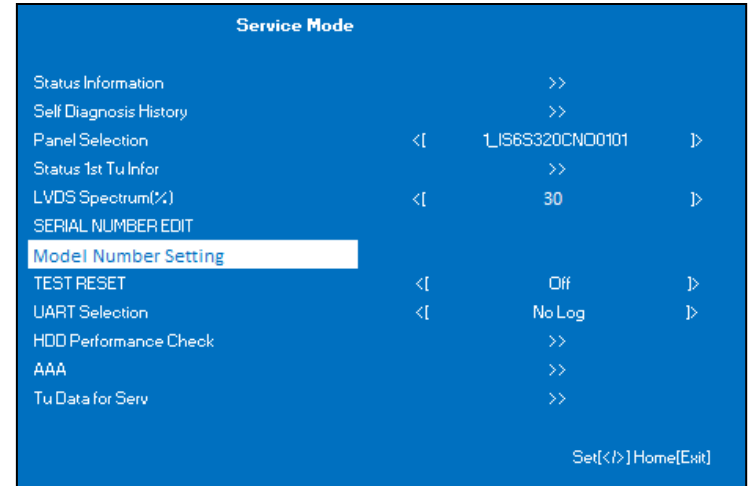 Service Mode
Status Information >>
Self Diagnosis History >>
Panel Selection <[ 1_IS6S320CNO0101 ]>
Status 1st Tu Infor >>
LVDS Spectrum(%) <[ 30 ]>
SERIAL NUMBER EDIT
Model Number Setting
TEST RESET <[ Off ]>
UART Selection <[ No Log ]>
HDD Performance Check >>
AAA >>
Tu Data for Serv >>
Set[</>] Home[Exit]